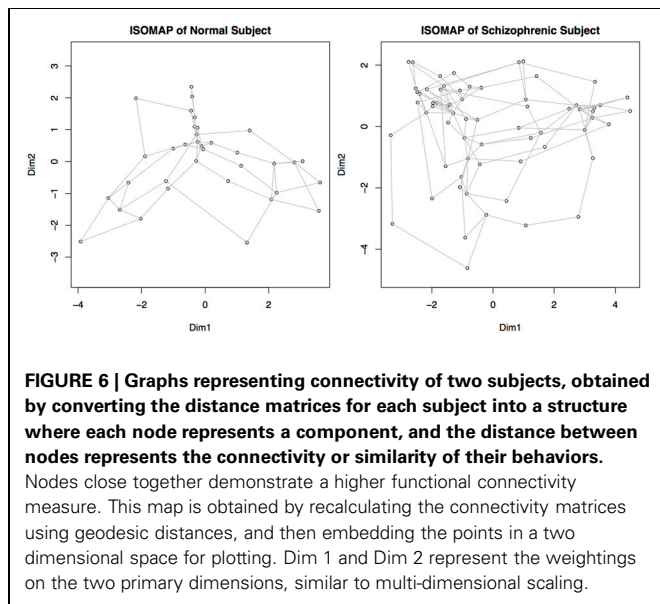 ISOMAP of Normal Subject
3
2
1
0
-1
-2
-3
Dim2
-4 -2 0 2
Dim1
ISOMAP of Schizophrenic Subject
2
0
-2
-4
Dim2
-2 0 2 4
Dim1
FIGURE 6 | Graphs representing connectivity of two subjects, obtained
by converting the distance matrices for each subject into a structure
where each node represents a component, and the distance between
nodes represents the connectivity or similarity of their behaviors.
Nodes close together demonstrate a higher functional connectivity
measure. This map is obtained by recalculating the connectivity matrices
using geodesic distances, and then embedding the points in a two
dimensional space for plotting. Dim 1 and Dim 2 represent the weightings
on the two primary dimensions, similar to multi-dimensional scaling.